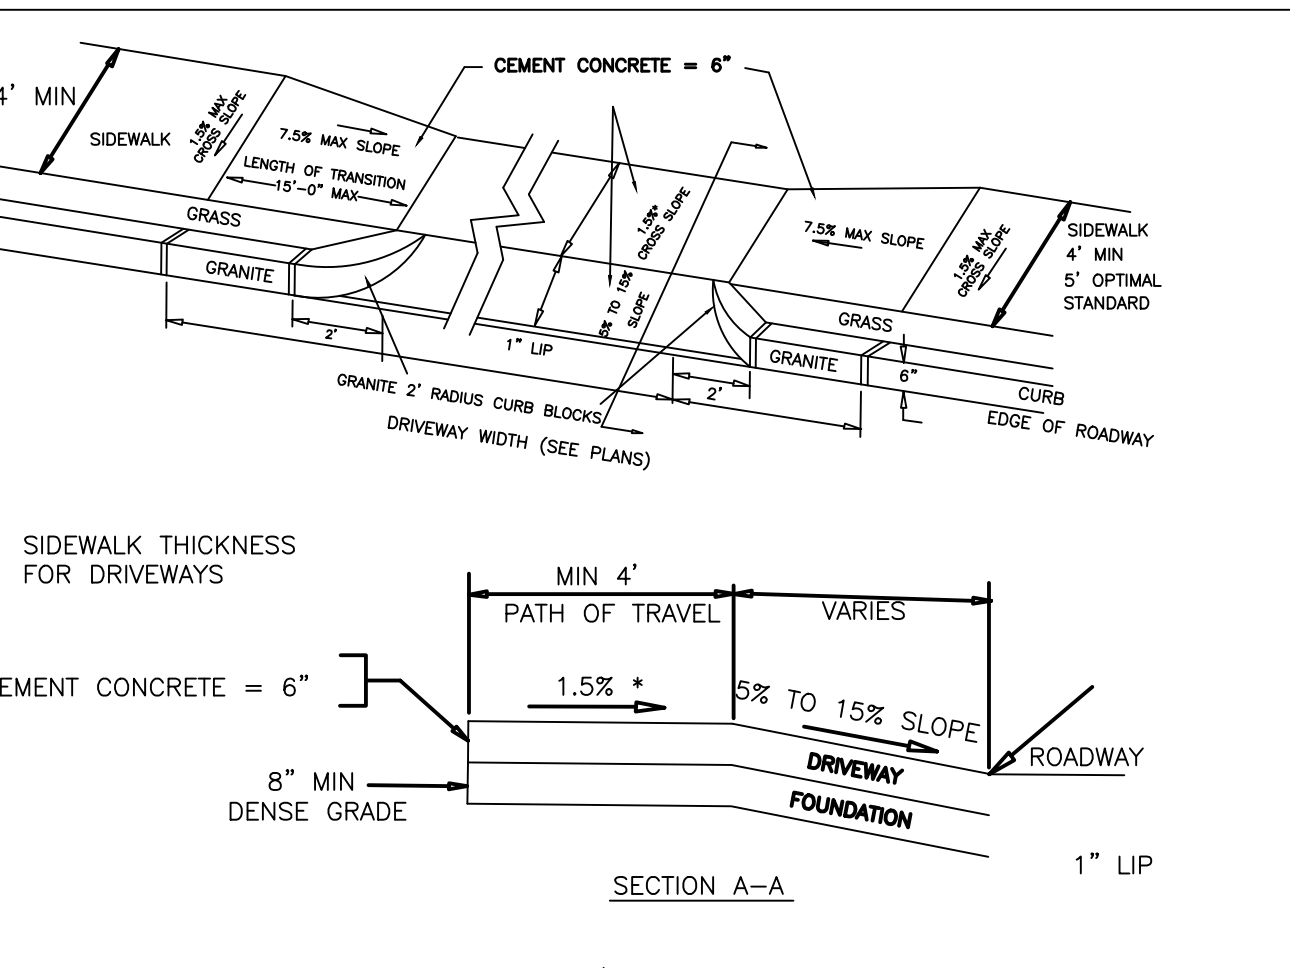 CEMENT CONCRETE = 6"
4' MIN
SIDEWALK
1.5% MAX
CROSS SLOPE
7.5% MAX SLOPE
LENGTH OF TRANSITION
15'-0" MAX
GRASS
GRANITE
2'
1.5%*
CROSS SLOPE
5% TO 15%
SLOPE
1" LIP
7.5% MAX SLOPE
1.5% MAX
CROSS SLOPE
SIDEWALK
4' MIN
5' OPTIMAL
STANDARD
GRASS
GRANITE
6"
2'
CURB
EDGE OF ROADWAY
GRANITE 2' RADIUS CURB BLOCKS
DRIVEWAY WIDTH (SEE PLANS)
SIDEWALK THICKNESS
FOR DRIVEWAYS
MIN 4'
PATH OF TRAVEL
VARIES
EMENT CONCRETE = 6"
1.5% *
5% TO 15% SLOPE
ROADWAY
DRIVEWAY
8" MIN
DENSE GRADE
FOUNDATION
1" LIP
SECTION A-A